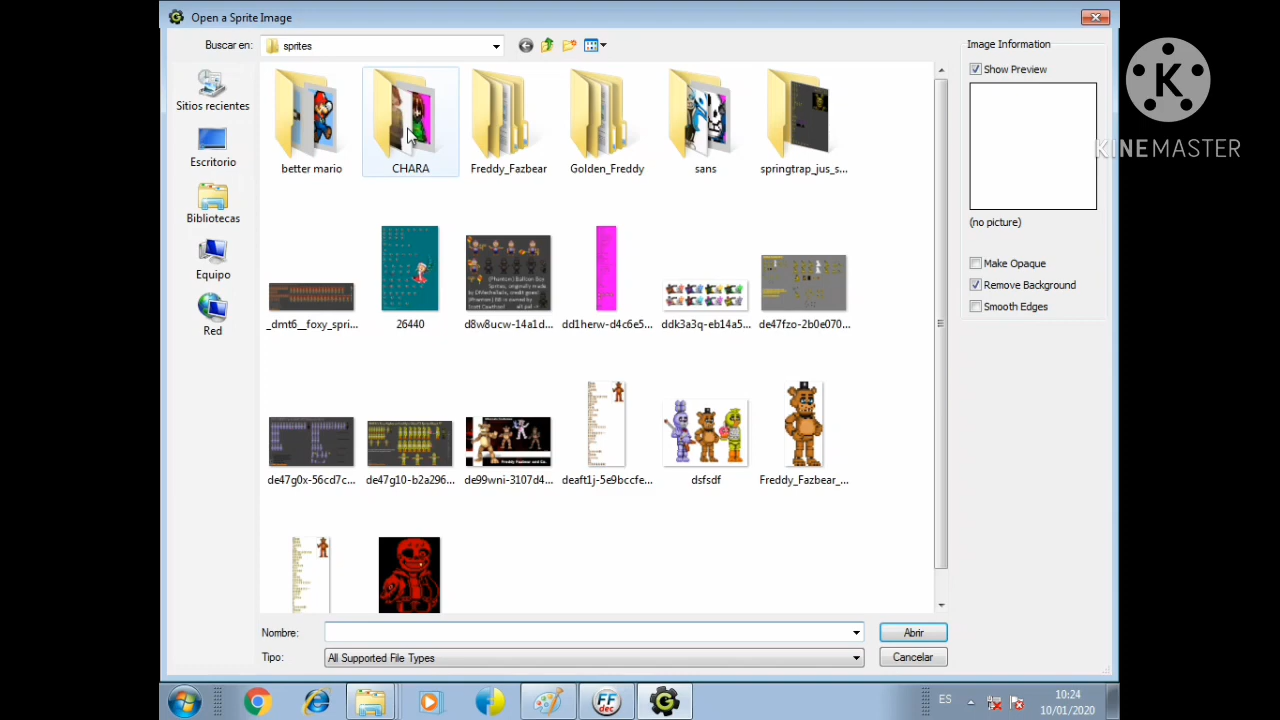 Open a Sprite Image
Buscar en:
sprites
Image Information
Show Preview
(no picture)
Make Opaque
Remove Background
Smooth Edges
Sitios recientes
Escritorio
Bibliotecas
Equipo
Red
better mario
CHARA
Freddy_Fazbear
Golden_Freddy
sans
springtrap_jus_s...
_dmt6__foxy_spri...
26440
d8w8ucw-14a1d...
dd1herw-d4c6e5...
ddk3a3q-eb14a5...
de47fzo-2b0e070...
de47g0x-56cd7c...
de47g10-b2a296...
de99wni-3107d4...
deaft1j-5e9bccfe...
dsfsdf
Freddy_Fazbear_...
Nombre:
Abrir
Tipo:
All Supported File Types
Cancelar
FF
dec
ES
10:24
10/01/2020
K
KINEMASTER